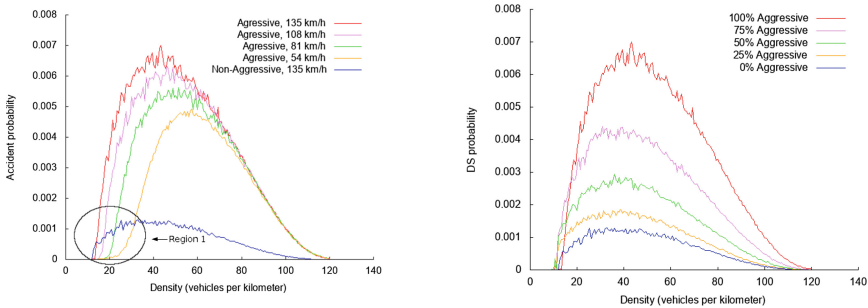 Agressive, 135 km/h
Agressive, 108 km/h
Agressive, 81 km/h
Agressive, 54 km/h
Non-Aggressive, 135 km/h
0.008
0.007
0.006
0.005
0.004
0.003
0.002
0.001
0
Accident probability
Region 1
0 20 40 60 80 100 120 140
Density (vehicles per kilometer)
100% Aggressive
75% Aggressive
50% Aggressive
25% Aggressive
0% Aggressive
0.008
0.007
0.006
0.005
0.004
0.003
0.002
0.001
0
DS probability
0 20 40 60 80 100 120 140
Density (vehicles per kilometer)